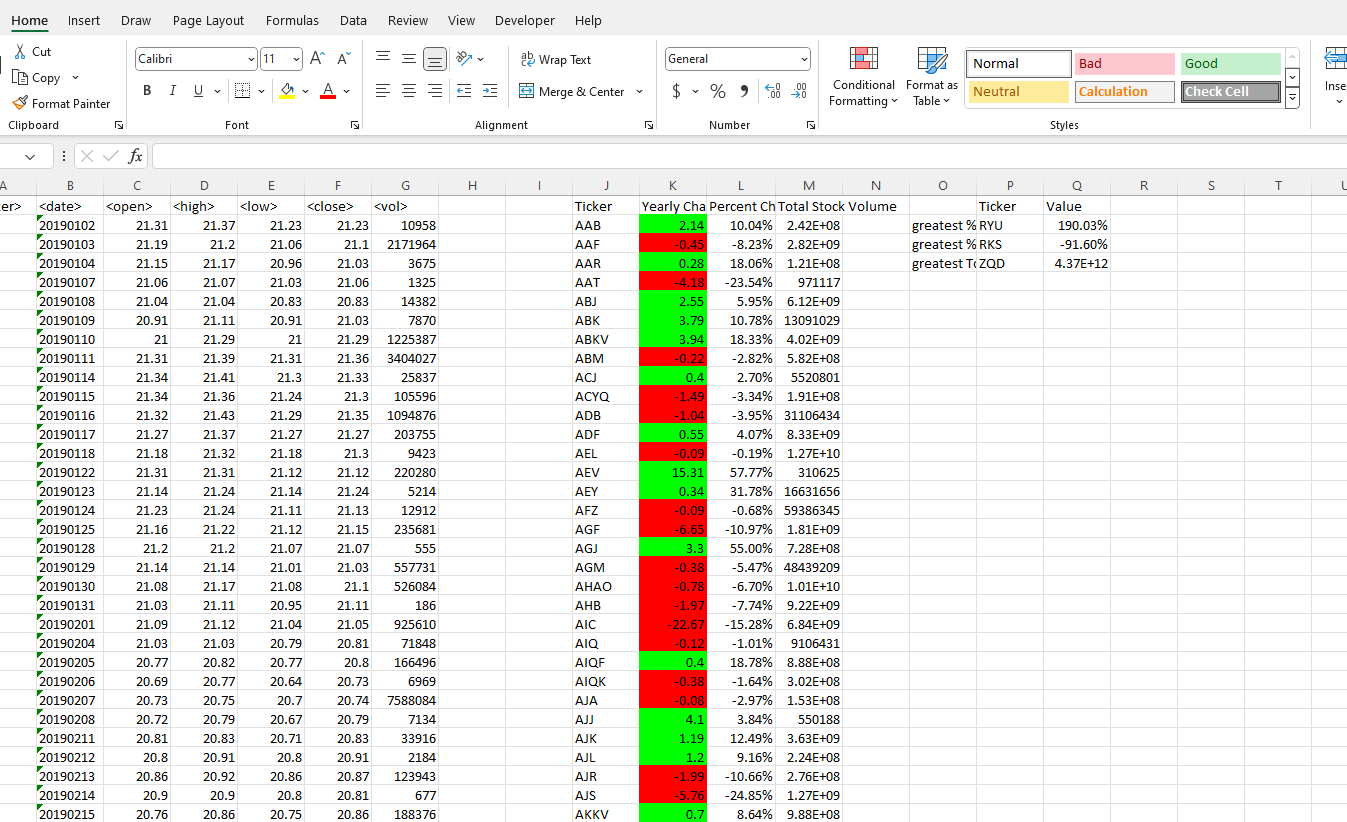 Home Insert Draw Page Layout Formulas Data Review View Developer Help
Cut
Copy
Format Painter
Clipboard
Calibri 11 A A
B I U A
Font
ab Wrap Text
Merge & Center
Alignment
General
$ % 9
Number
Conditional Formatting
Format as Table
Normal Bad Good
Neutral Calculation Check Cell
Styles
Inse
fx
A B C D E F G H I J K L M N O P Q R S T U
er> <date> <open> <high> <low> <close> <vol> Ticker Yearly Cha Percent Ch Total Stock Volume Ticker Value
20190102 21.31 21.37 21.23 21.23 10958 AAB 2.14 10.04% 2.42E+08 greatest % RYU 190.03%
20190103 21.19 21.2 21.06 21.1 2171964 AAF -0.45 -8.23% 2.82E+09 greatest % RKS -91.60%
20190104 21.15 21.17 20.96 21.03 3675 AAR 0.28 18.06% 1.21E+08 greatest To ZQD 4.37E+12
20190107 21.06 21.07 21.03 21.06 1325 AAT -4.18 -23.54% 971117
20190108 21.04 21.04 20.83 20.83 14382 ABJ 2.55 5.95% 6.12E+09
20190109 20.91 21.11 20.91 21.03 7870 ABK 3.79 10.78% 13091029
20190110 21 21.29 21 21.29 1225387 ABKV 3.94 18.33% 4.02E+09
20190111 21.31 21.39 21.31 21.36 3404027 ABM -0.22 -2.82% 5.82E+08
20190114 21.34 21.41 21.3 21.33 25837 ACJ 0.4 2.70% 5520801
20190115 21.34 21.36 21.24 21.3 105596 ACYQ -1.49 -3.34% 1.91E+08
20190116 21.32 21.43 21.29 21.35 1094876 ADB -1.04 -3.95% 31106434
20190117 21.27 21.37 21.27 21.27 203755 ADF 0.55 4.07% 8.33E+09
20190118 21.18 21.32 21.18 21.3 9423 AEL -0.09 -0.19% 1.27E+10
20190122 21.31 21.31 21.12 21.12 220280 AEV 15.31 57.77% 310625
20190123 21.14 21.24 21.14 21.24 5214 AEY 0.34 31.78% 16631656
20190124 21.23 21.24 21.11 21.13 12912 AFZ -0.09 -0.68% 59386345
20190125 21.16 21.22 21.12 21.15 235681 AGF -6.65 -10.97% 1.81E+09
20190128 21.2 21.2 21.07 21.07 555 AGJ 3.3 55.00% 7.28E+08
20190129 21.14 21.14 21.01 21.03 557731 AGM -0.38 -5.47% 48439209
20190130 21.08 21.17 21.08 21.1 526084 AHAO -0.78 -6.70% 1.01E+10
20190131 21.03 21.11 20.95 21.11 186 AHB -1.97 -7.74% 9.22E+09
20190201 21.09 21.12 21.04 21.05 925610 AIC -22.67 -15.28% 6.84E+09
20190204 21.03 21.03 20.79 20.81 71848 AIQ -0.12 -1.01% 9106431
20190205 20.77 20.82 20.77 20.8 166496 AIQF 0.4 18.78% 8.88E+08
20190206 20.69 20.77 20.64 20.73 6969 AIQK -0.38 -1.64% 3.02E+08
20190207 20.73 20.75 20.7 20.74 7588084 AJA -0.08 -2.97% 1.53E+08
20190208 20.72 20.79 20.67 20.79 7134 AJJ 4.1 3.84% 550188
20190211 20.81 20.83 20.71 20.83 33916 AJK 1.19 12.49% 3.63E+09
20190212 20.8 20.91 20.8 20.91 2184 AJL 1.2 9.16% 2.24E+08
20190213 20.86 20.92 20.86 20.87 123943 AJR -1.99 -10.66% 2.76E+08
20190214 20.9 20.9 20.8 20.81 677 AJS -5.76 -24.85% 1.27E+09
20190215 20.76 20.86 20.75 20.86 188376 AKKV 0.7 8.64% 9.88E+08